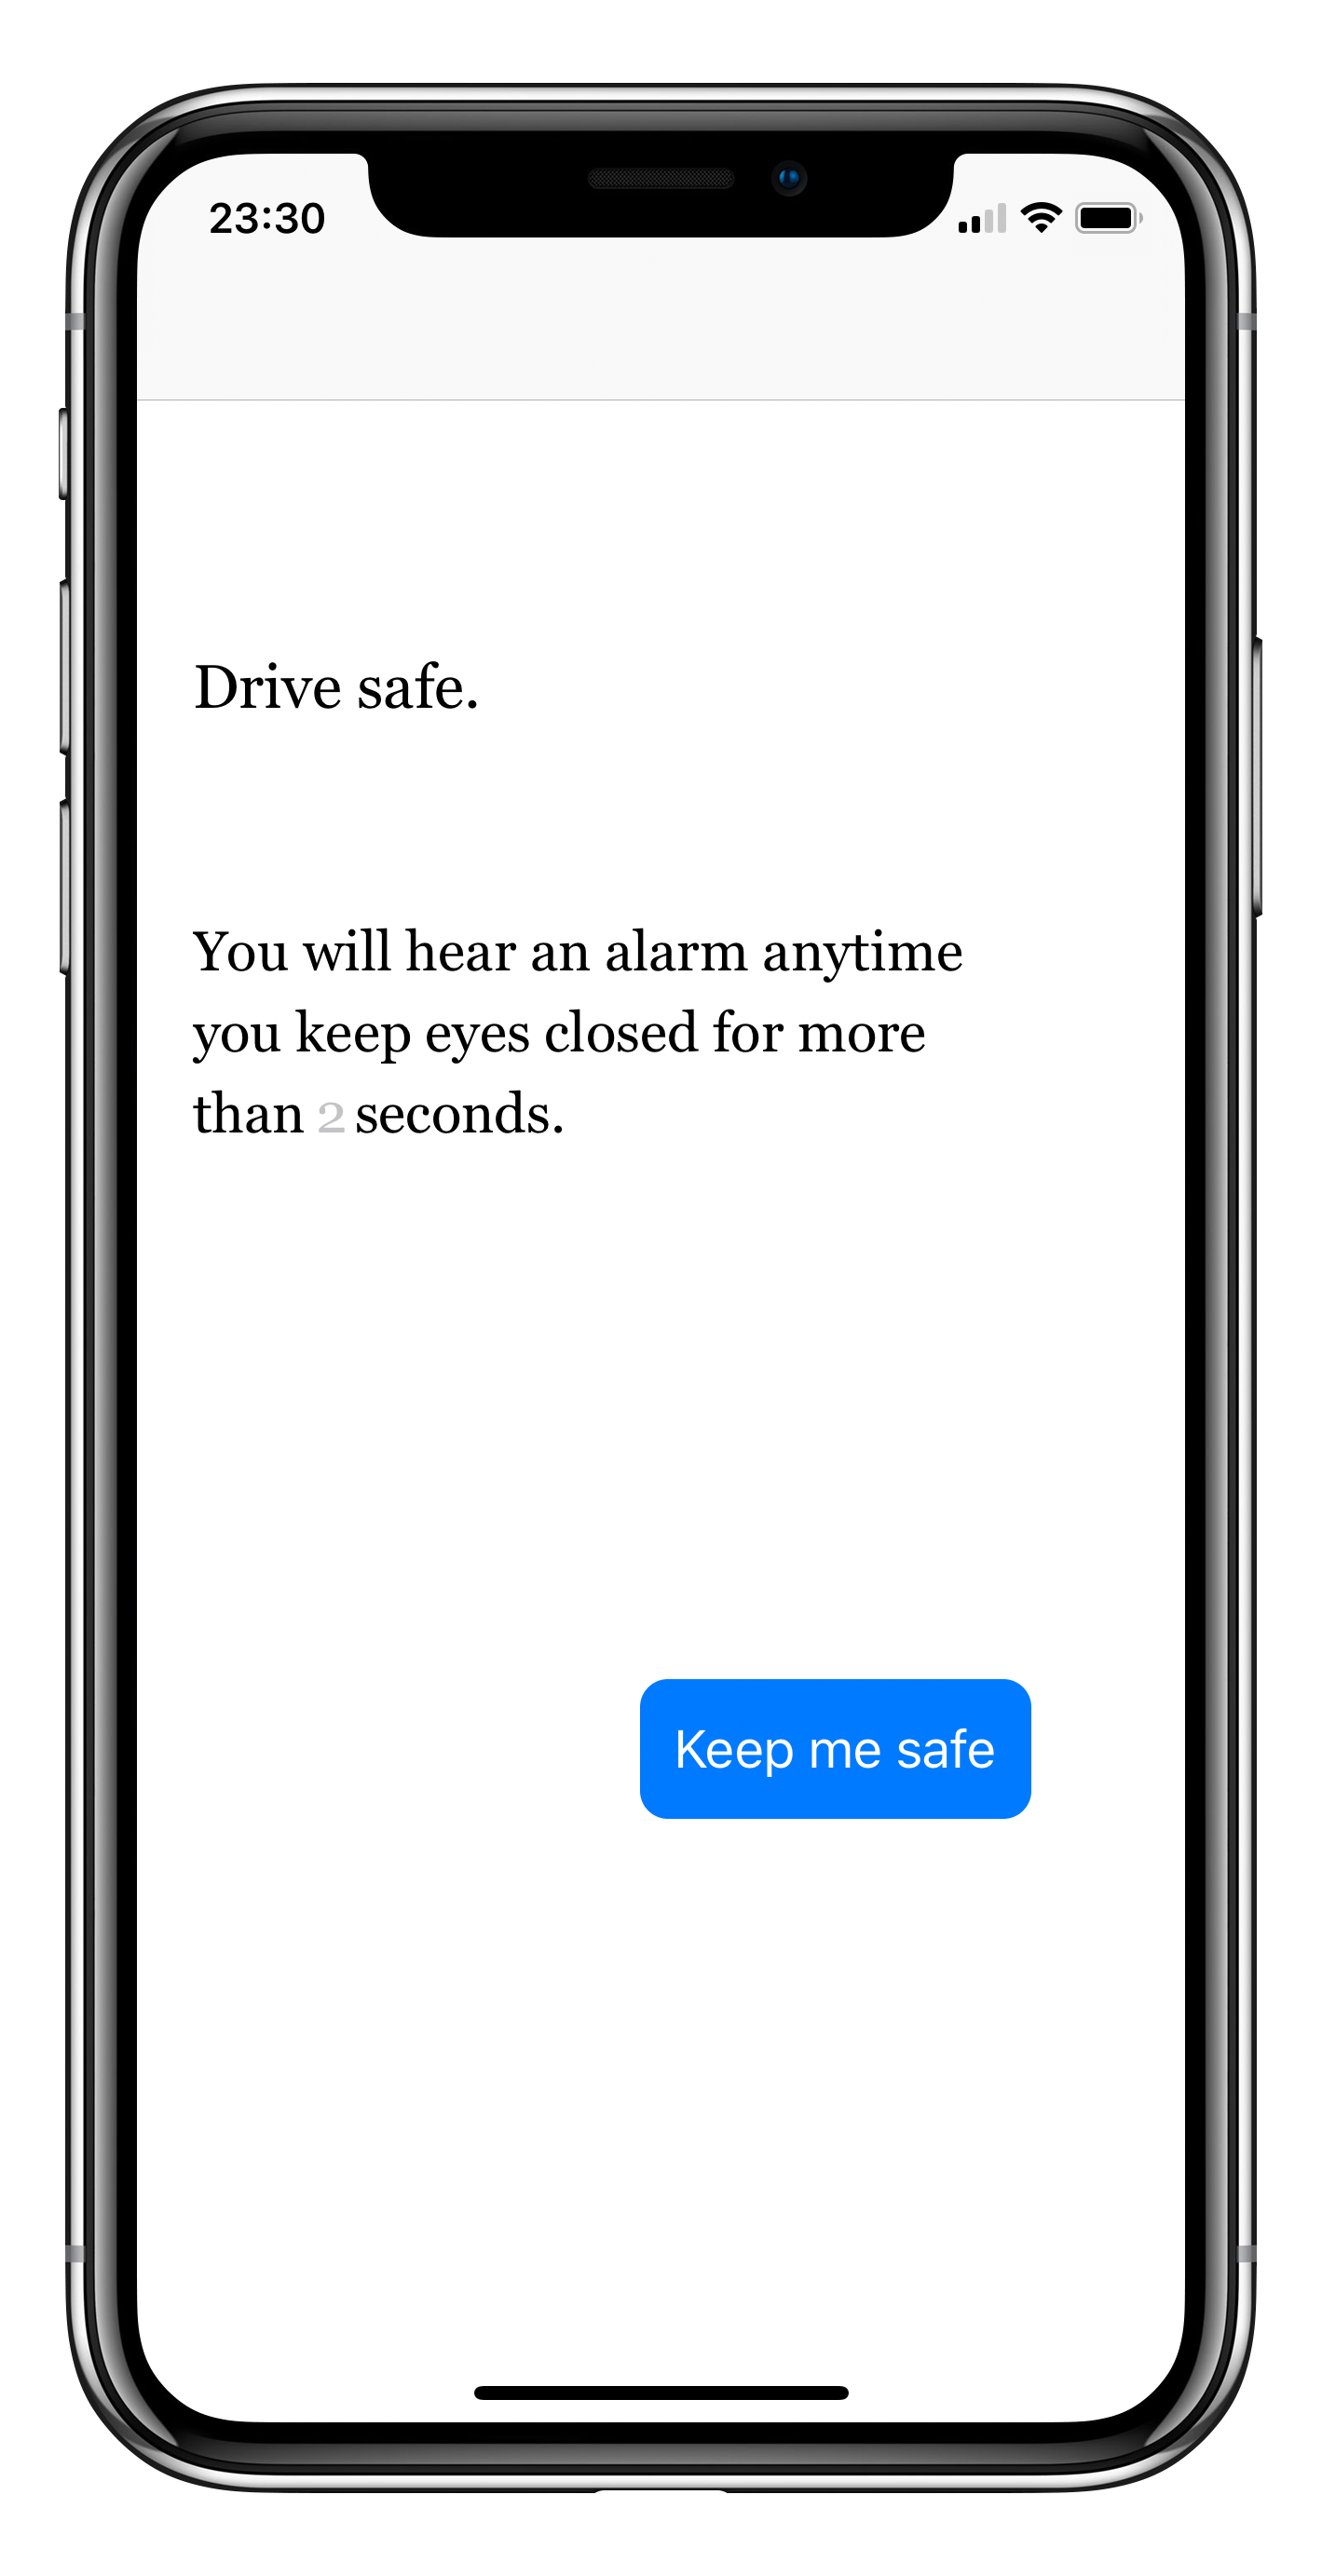 23:30
Drive safe.
You will hear an alarm anytime
you keep eyes closed for more
than 2 seconds.
Keep me safe